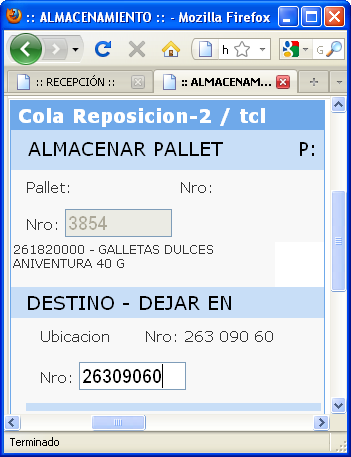 :: ALMACENAMIENTO :: - Mozilla Firefox
h
G
:: RECEPCIÓN ::
:: ALMACENAM...
Cola Reposicion-2 / tcl
ALMACENAR PALLET P:
Pallet: Nro:
Nro: 3854
261820000 - GALLETAS DULCES
ANIVENTURA 40 G
DESTINO - DEJAR EN
Ubicacion Nro: 263 090 60
Nro: 26309060
Terminado